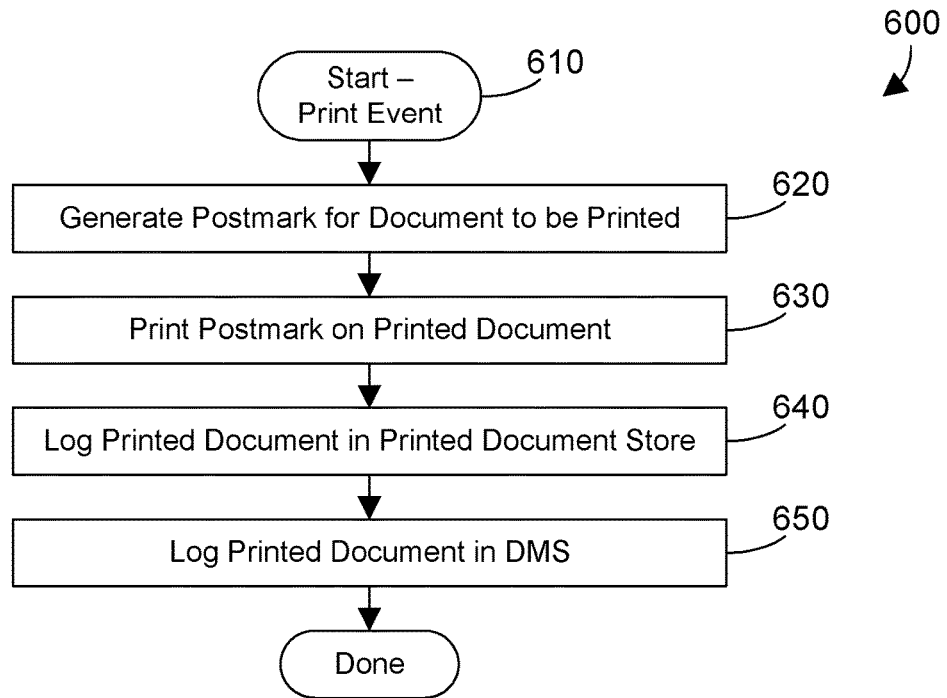 600
Start –
Print Event
610
620
Generate Postmark for Document to be Printed
630
Print Postmark on Printed Document
640
Log Printed Document in Printed Document Store
650
Log Printed Document in DMS
Done